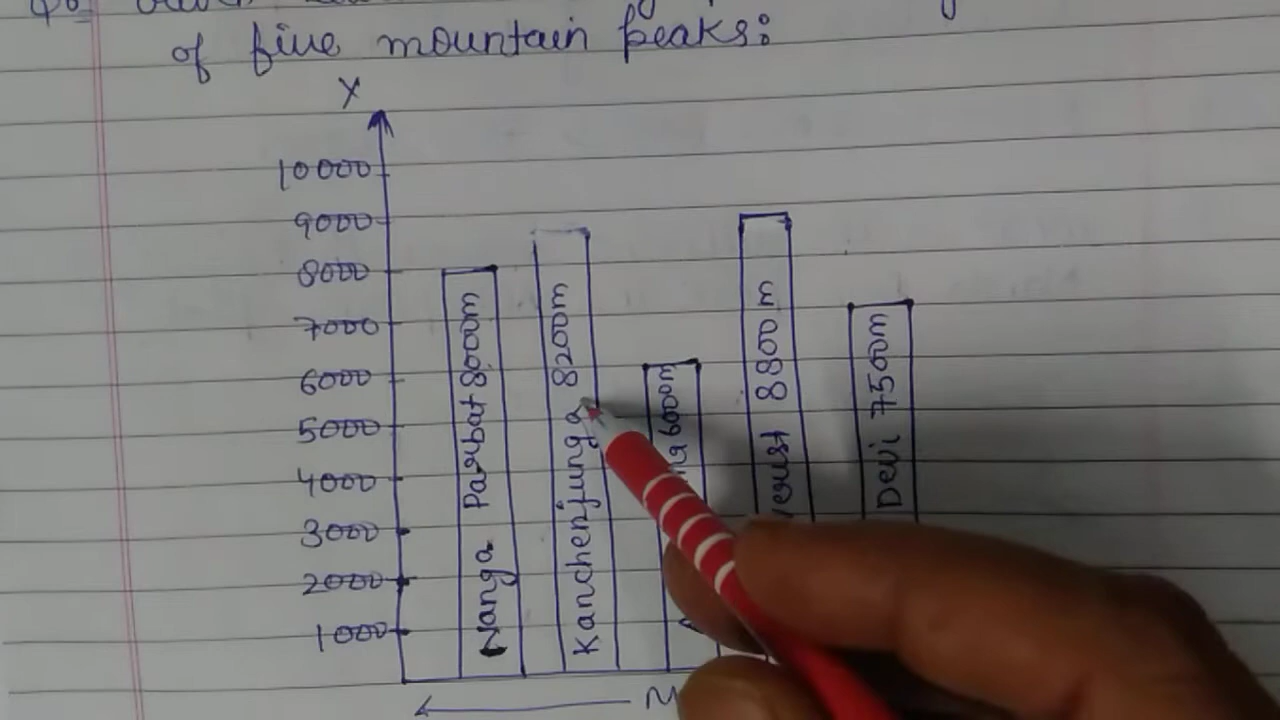 of five mountain peaks:
Y
10000
9000
8000
7000
6000
5000
4000
3000
2000
1000
Nanga Parbat 8000m
Kanchenjunga 8200m
6000m
8800 m
Devi 7500m